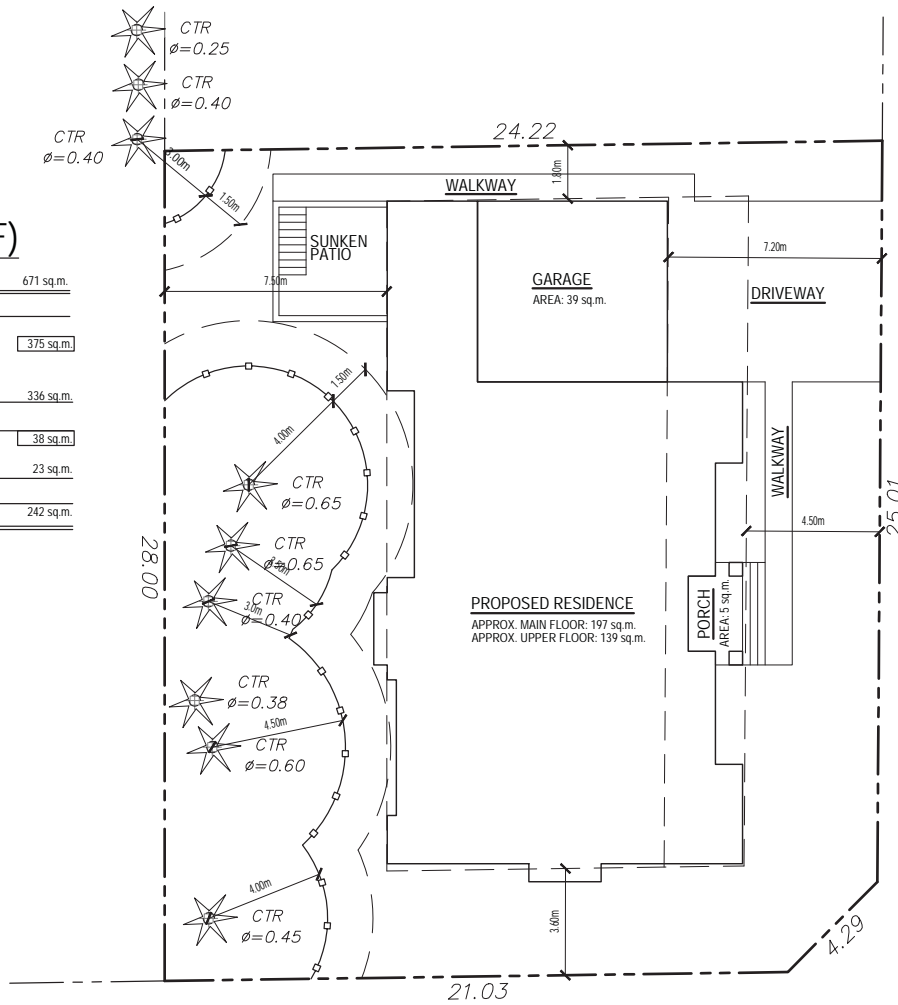 CTR
ø=0.25
CTR
ø=0.40
CTR
ø=0.40
24.22
3.00m
1.50m
1.80m
WALKWAY
F)
671 sq.m.
375 sq.m.
336 sq.m.
38 sq.m.
23 sq.m.
242 sq.m.
SUNKEN
PATIO
7.50m
GARAGE
AREA: 39 sq.m.
7.20m
DRIVEWAY
1.50m
4.00m
CTR
ø=0.65
WALKWAY
4.50m
25.01
CTR
ø=0.65
3.50m
28.00
CTR
ø=0.40
3.0m
PROPOSED RESIDENCE
APPROX. MAIN FLOOR: 197 sq.m.
APPROX. UPPER FLOOR: 139 sq.m.
PORCH
AREA: 5 sq.m.
CTR
ø=0.38
4.50m
CTR
ø=0.60
4.00m
CTR
ø=0.45
3.60m
4.29
21.03